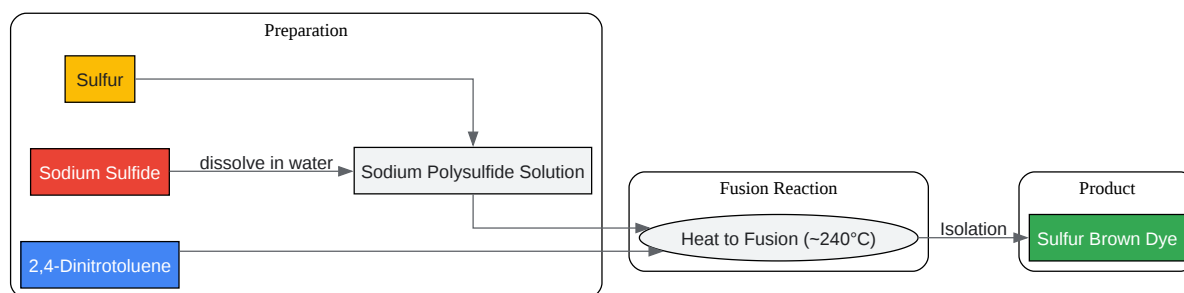 Preparation
Sulfur
Sodium Sulfide
dissolve in water
Sodium Polysulfide Solution
2,4-Dinitrotoluene
Fusion Reaction
Heat to Fusion (~240°C)
Isolation
Product
Sulfur Brown Dye